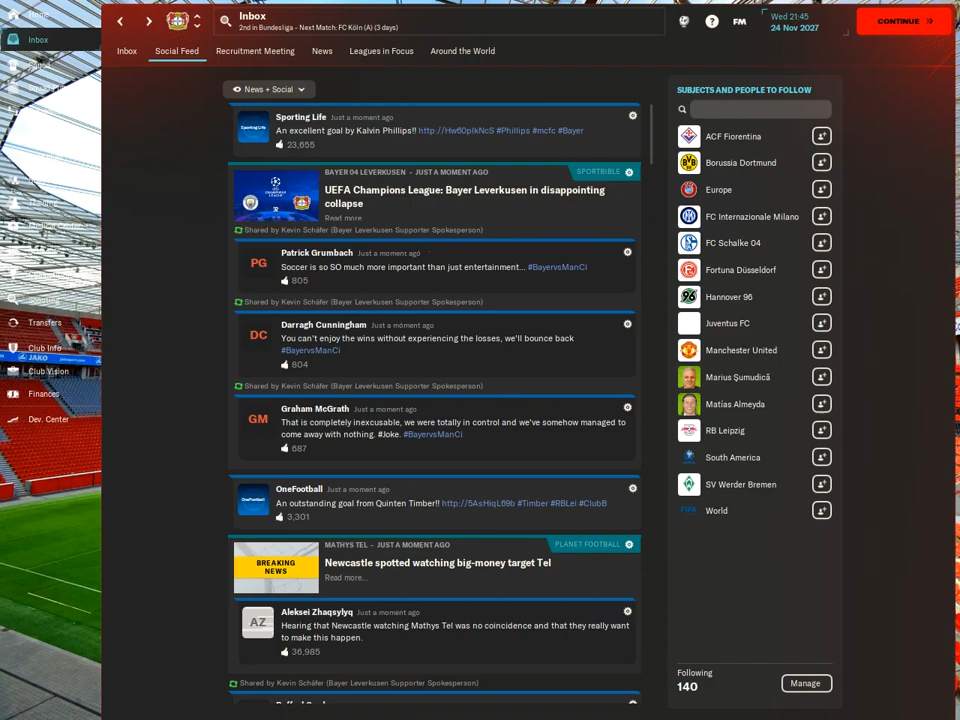 Inbox
2nd in Bundesliga - Next Match: FC Köln (A) (3 days)
?
FM
Wed 21:45
24 Nov 2027
CONTINUE
Home
Inbox
Inbox
Social Feed
Recruitment Meeting
News
Leagues in Focus
Around the World
Scouting
Transfers
JAKO
Club Info
Club Vision
Finances
Dev. Center
News + Social
Sporting Life
Sporting Life Just a moment ago
An excellent goal by Kalvin Phillips!! http://Hw60plkNcS #Phillips #mcfc #Bayer
23,655
BAYER 04 LEVERKUSEN - JUST A MOMENT AGO
SPORTBIBLE
UEFA Champions League: Bayer Leverkusen in disappointing
collapse
Read more...
Shared by Kevin Schäfer (Bayer Leverkusen Supporter Spokesperson)
PG
Patrick Grumbach Just a moment ago
Soccer is so SO much more important than just entertainment... #BayervsManCi
805
Shared by Kevin Schäfer (Bayer Leverkusen Supporter Spokesperson)
DC
Darragh Cunningham Just a moment ago
You can't enjoy the wins without experiencing the losses, we'll bounce back
#BayervsManCi
804
Shared by Kevin Schäfer (Bayer Leverkusen Supporter Spokesperson)
GM
Graham McGrath Just a moment ago
That is completely inexcusable, we were totally in control and we've somehow managed to
come away with nothing. #Joke. #BayervsManCi
687
OneFootball
OneFootball Just a moment ago
An outstanding goal from Quinten Timber!! http://5AsHiqL69b #Timber #RBLei #ClubB
3,301
MATHYS TEL - JUST A MOMENT AGO
PLANET FOOTBALL
BREAKING
NEWS
Newcastle spotted watching big-money target Tel
Read more...
AZ
Aleksei Zhaqsylyq Just a moment ago
Hearing that Newcastle watching Mathys Tel was no coincidence and that they really want
to make this happen.
36,985
Shared by Kevin Schäfer (Bayer Leverkusen Supporter Spokesperson)
SUBJECTS AND PEOPLE TO FOLLOW
ACF Fiorentina
Borussia Dortmund
Europe
FC Internazionale Milano
FC Schalke 04
Fortuna Düsseldorf
Hannover 96
Juventus FC
Manchester United
Marius Șumudică
Matías Almeyda
RB Leipzig
South America
SV Werder Bremen
FIFA
World
Following
140
Manage